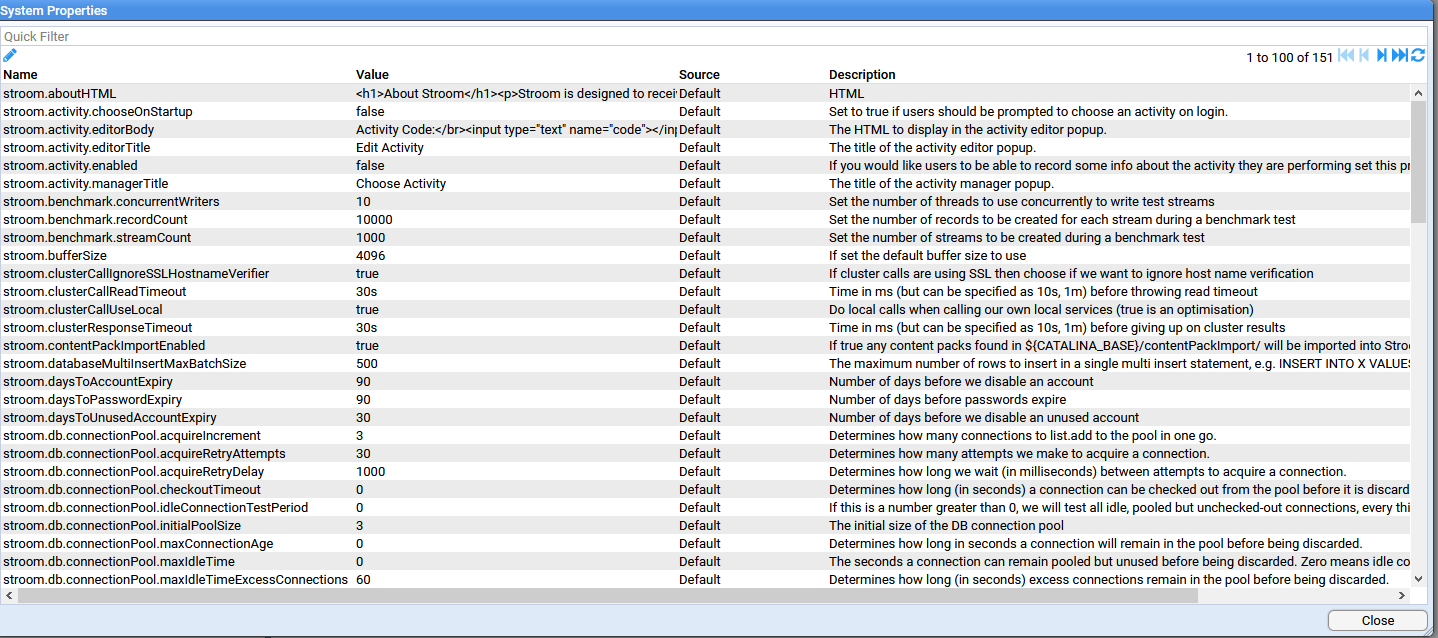 System Properties
Quick Filter
1 to 100 of 151
Name Value Source Description
stroom.aboutHTML <h1>About Stroom</h1><p>Stroom is designed to recei Default HTML
stroom.activity.chooseOnStartup false Default Set to true if users should be prompted to choose an activity on login.
stroom.activity.editorBody Activity Code:</br><input type="text" name="code"></inp Default The HTML to display in the activity editor popup.
stroom.activity.editorTitle Edit Activity Default The title of the activity editor popup.
stroom.activity.enabled false Default If you would like users to be able to record some info about the activity they are performing set this pr
stroom.activity.managerTitle Choose Activity Default The title of the activity manager popup.
stroom.benchmark.concurrentWriters 10 Default Set the number of threads to use concurrently to write test streams
stroom.benchmark.recordCount 10000 Default Set the number of records to be created for each stream during a benchmark test
stroom.benchmark.streamCount 1000 Default Set the number of streams to be created during a benchmark test
stroom.bufferSize 4096 Default If set the default buffer size to use
stroom.clusterCallIgnoreSSLHostnameVerifier true Default If cluster calls are using SSL then choose if we want to ignore host name verification
stroom.clusterCallReadTimeout 30s Default Time in ms (but can be specified as 10s, 1m) before throwing read timeout
stroom.clusterCallUseLocal true Default Do local calls when calling our own local services (true is an optimisation)
stroom.clusterResponseTimeout 30s Default Time in ms (but can be specified as 10s, 1m) before giving up on cluster results
stroom.contentPackImportEnabled true Default If true any content packs found in ${CATALINA_BASE}/contentPackImport/ will be imported into Stroo
stroom.databaseMultiInsertMaxBatchSize 500 Default The maximum number of rows to insert in a single multi insert statement, e.g. INSERT INTO X VALUES
stroom.daysToAccountExpiry 90 Default Number of days before we disable an account
stroom.daysToPasswordExpiry 90 Default Number of days before passwords expire
stroom.daysToUnusedAccountExpiry 30 Default Number of days before we disable an unused account
stroom.db.connectionPool.acquireIncrement 3 Default Determines how many connections to list.add to the pool in one go.
stroom.db.connectionPool.acquireRetryAttempts 30 Default Determines how many attempts we make to acquire a connection.
stroom.db.connectionPool.acquireRetryDelay 1000 Default Determines how long we wait (in milliseconds) between attempts to acquire a connection.
stroom.db.connectionPool.checkoutTimeout 0 Default Determines how long (in seconds) a connection can be checked out from the pool before it is discard
stroom.db.connectionPool.idleConnectionTestPeriod 0 Default If this is a number greater than 0, we will test all idle, pooled but unchecked-out connections, every thi
stroom.db.connectionPool.initialPoolSize 3 Default The initial size of the DB connection pool
stroom.db.connectionPool.maxConnectionAge 0 Default Determines how long in seconds a connection will remain in the pool before being discarded.
stroom.db.connectionPool.maxIdleTime 0 Default The seconds a connection can remain pooled but unused before being discarded. Zero means idle co
stroom.db.connectionPool.maxIdleTimeExcessConnections 60 Default Determines how long (in seconds) excess connections remain in the pool before being discarded.
Close